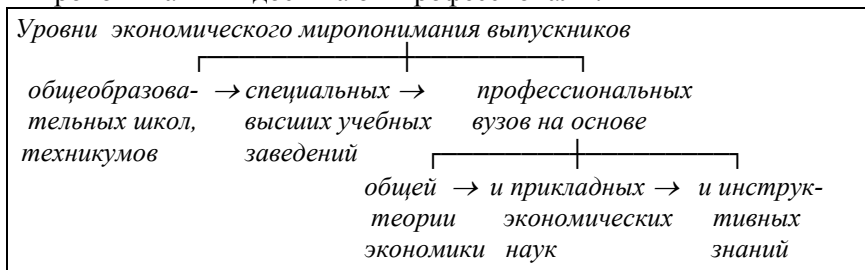 Уровни экономического миропонимания выпускников
общеобразова- → специальных → профессиональных
тельных школ, высших учебных вузов на основе
техникумов заведений
общей → и прикладных → и инструк-
теории экономических тивных
экономики наук знаний